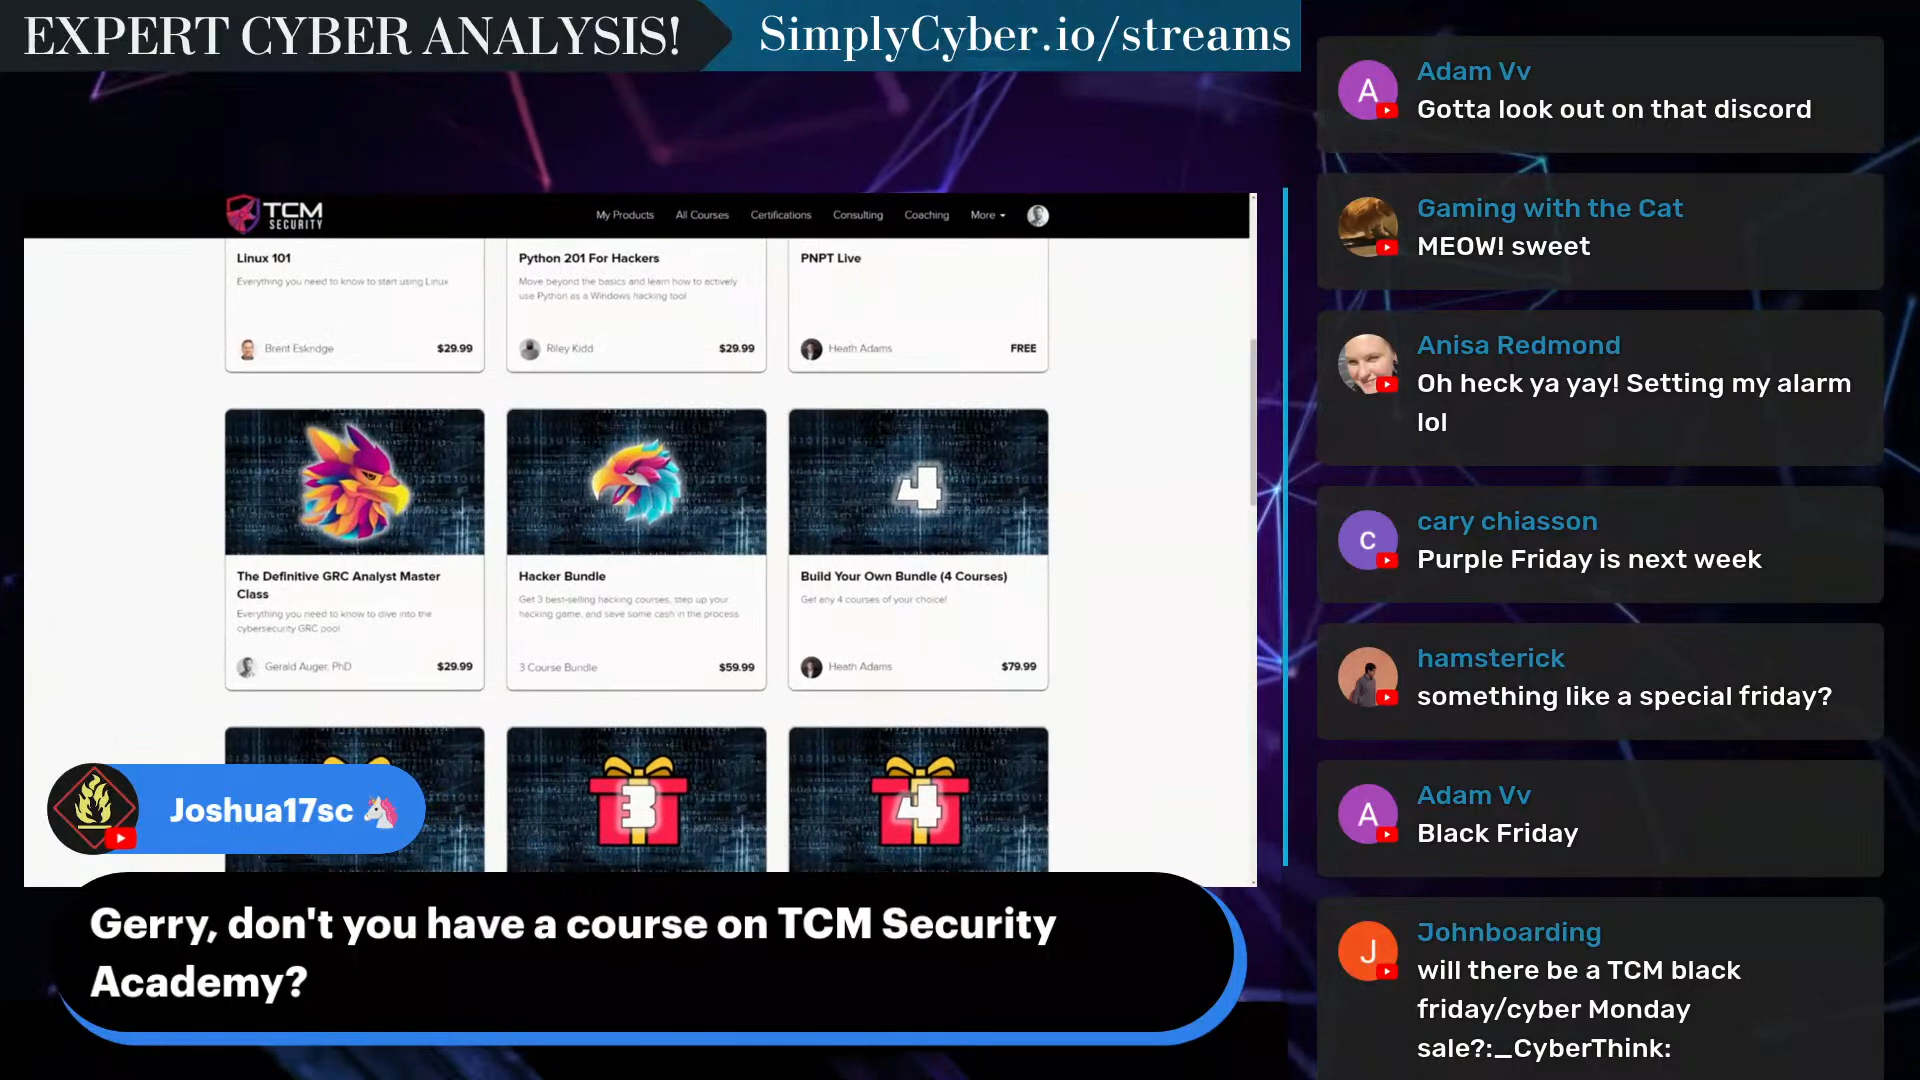 EXPERT CYBER ANALYSIS!
SimplyCyber.io/streams
TCM
SECURITY
My Products
All Courses
Certifications
Consulting
Coaching
More
Linux 101
Everything you need to know to start using Linux
Brent Eskridge
$29.99
Python 201 For Hackers
Move beyond the basics and learn how to actively
use Python as a Windows hacking tool
Riley Kidd
$29.99
PNPT Live
Heath Adams
FREE
The Definitive GRC Analyst Master
Class
Everything you need to know to dive into the
cybersecurity GRC pool
Gerald Auger, PhD
$29.99
Hacker Bundle
Get 3 best-selling hacking courses, step up your
hacking game, and save some cash in the process
3 Course Bundle
$59.99
4
Build Your Own Bundle (4 Courses)
Get any 4 courses of your choice!
Heath Adams
$79.99
3
4
Joshua17sc 🦄
Gerry, don't you have a course on TCM Security
Academy?
A
Adam Vv
Gotta look out on that discord
Gaming with the Cat
MEOW! sweet
Anisa Redmond
Oh heck ya yay! Setting my alarm
lol
c
cary chiasson
Purple Friday is next week
hamsterick
something like a special friday?
A
Adam Vv
Black Friday
J
Johnboarding
will there be a TCM black
friday/cyber Monday
sale?:_CyberThink: